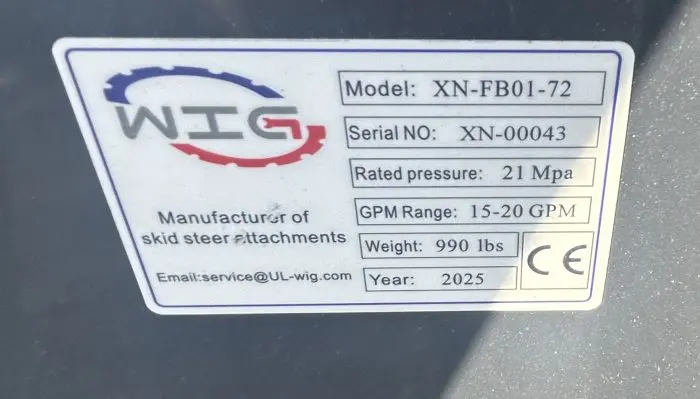 WIG
Manufacturer of
skid steer attachments
Email:service@UL-wig.com
Model: XN-FB01-72
Serial NO: XN-00043
Rated pressure: 21 Mpa
GPM Range: 15-20 GPM
Weight: 990 lbs
Year: 2025
CE